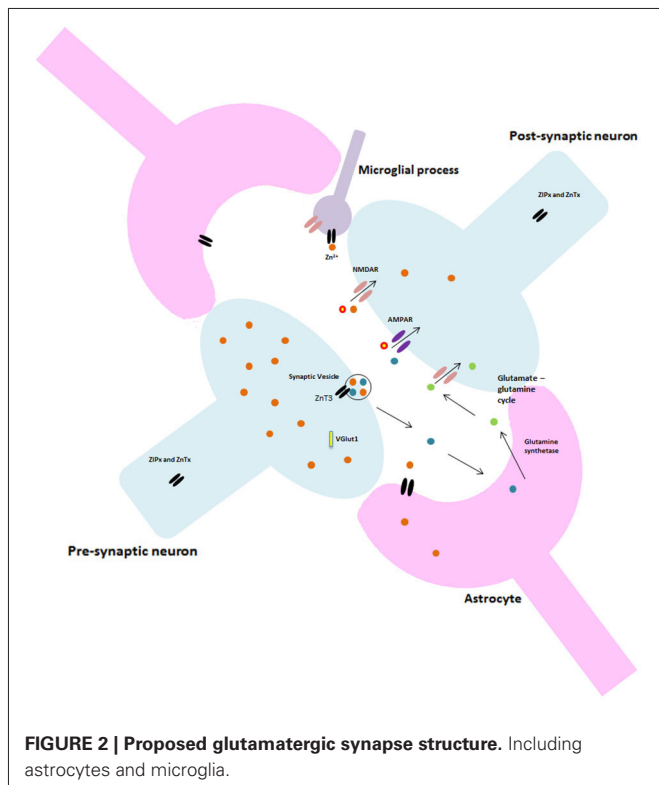 Post-synaptic neuron
Microglial process
ZIPx and ZnTx
Zn²⁺
NMDAR
AMPAR
Synaptic Vesicle
ZnT3
Glutamate –
glutamine
cycle
VGlut1
Glutamine
synthetase
ZIPx and ZnTx
Pre-synaptic neuron
Astrocyte
FIGURE 2 | Proposed glutamatergic synapse structure. Including
astrocytes and microglia.